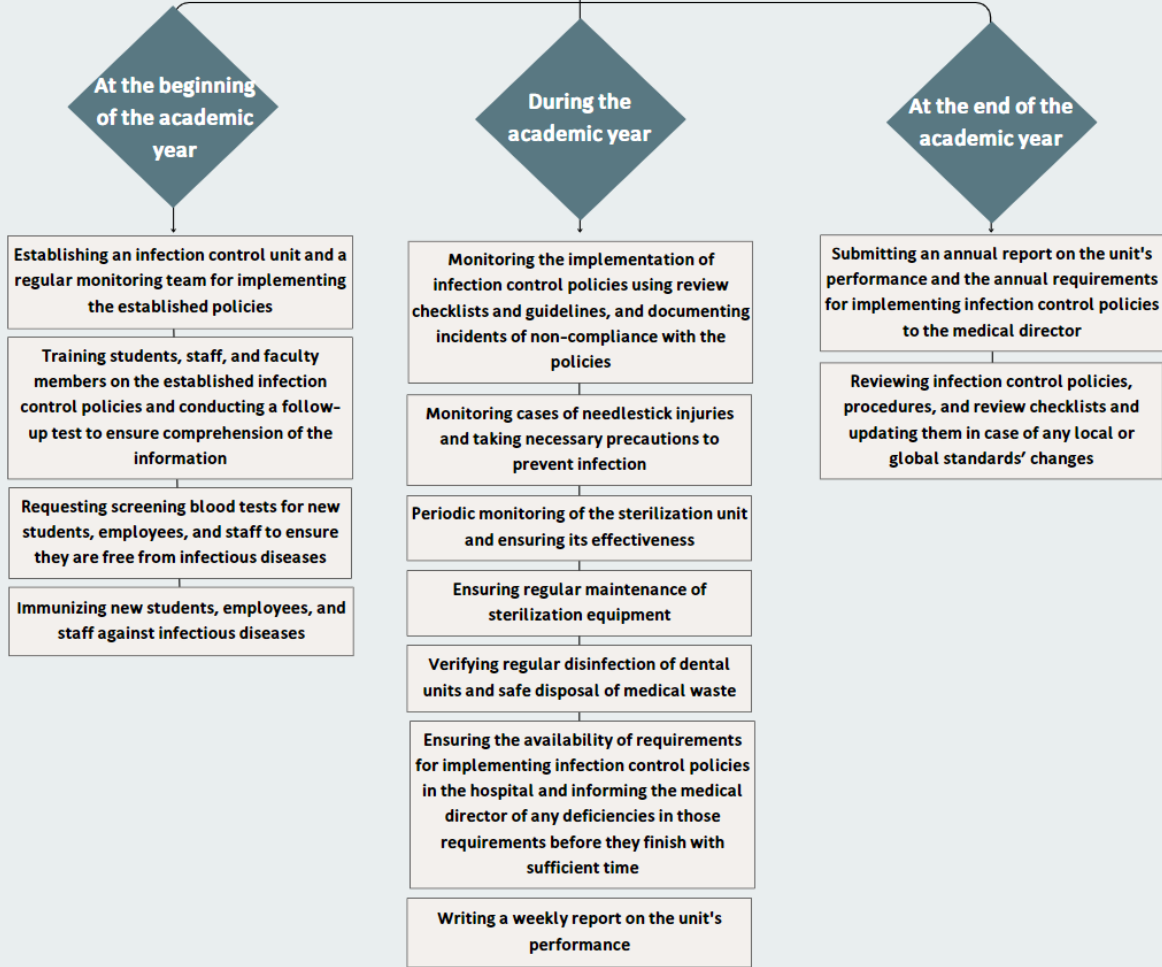 At the beginning
of the academic
year
Establishing an infection control unit and a
regular monitoring team for implementing
the established policies
Training students, staff, and faculty
members on the established infection
control policies and conducting a follow-
up test to ensure comprehension of the
information
Requesting screening blood tests for new
students, employees, and staff to ensure
they are free from infectious diseases
Immunizing new students, employees, and
staff against infectious diseases
During the
academic year
Monitoring the implementation of
infection control policies using review
checklists and guidelines, and documenting
incidents of non-compliance with the
policies
Monitoring cases of needlestick injuries
and taking necessary precautions to
prevent infection
Periodic monitoring of the sterilization unit
and ensuring its effectiveness
Ensuring regular maintenance of
sterilization equipment
Verifying regular disinfection of dental
units and safe disposal of medical waste
Ensuring the availability of requirements
for implementing infection control policies
in the hospital and informing the medical
director of any deficiencies in those
requirements before they finish with
sufficient time
Writing a weekly report on the unit's
performance
At the end of the
academic year
Submitting an annual report on the unit's
performance and the annual requirements
for implementing infection control policies
to the medical director
Reviewing infection control policies,
procedures, and review checklists and
updating them in case of any local or
global standards’ changes